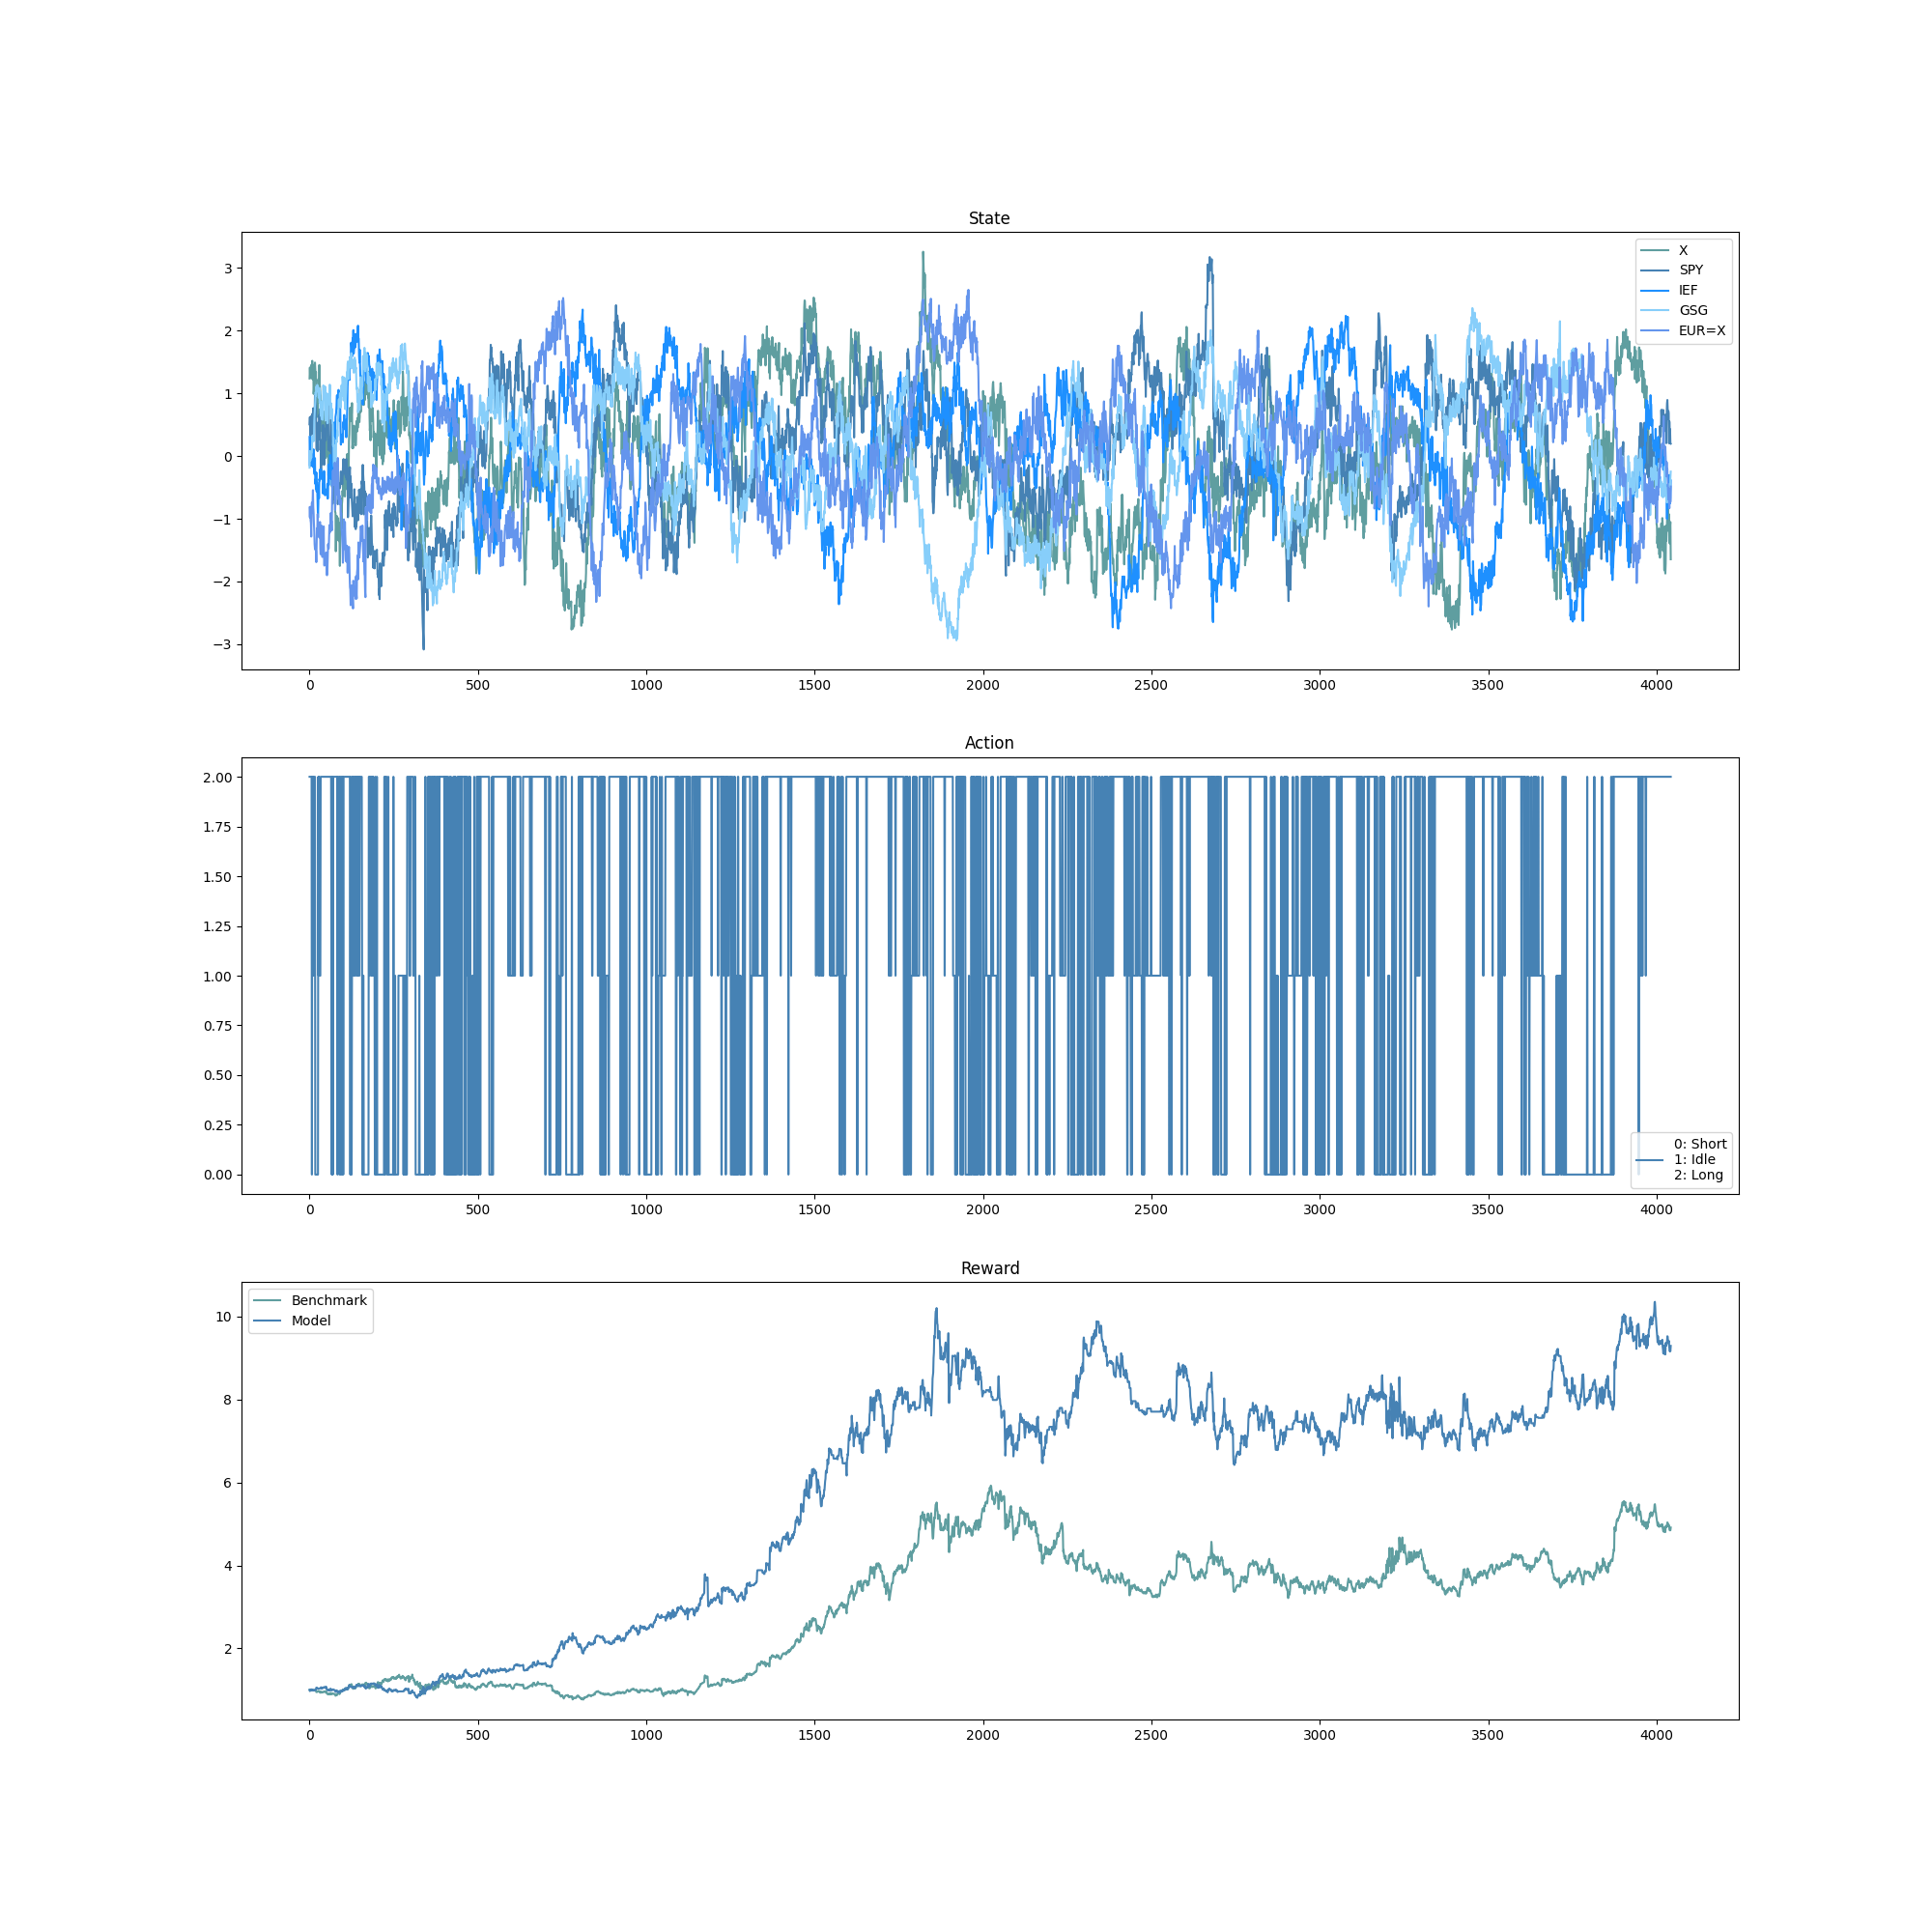 State
3
2
1
0
−1
−2
−3
X
SPY
IEF
GSG
EUR=X
0 500 1000 1500 2000 2500 3000 3500 4000
Action
2.00
1.75
1.50
1.25
1.00
0.75
0.50
0.25
0.00
0: Short
1: Idle
2: Long
0 500 1000 1500 2000 2500 3000 3500 4000
Reward
Benchmark
Model
10
8
6
4
2
0 500 1000 1500 2000 2500 3000 3500 4000